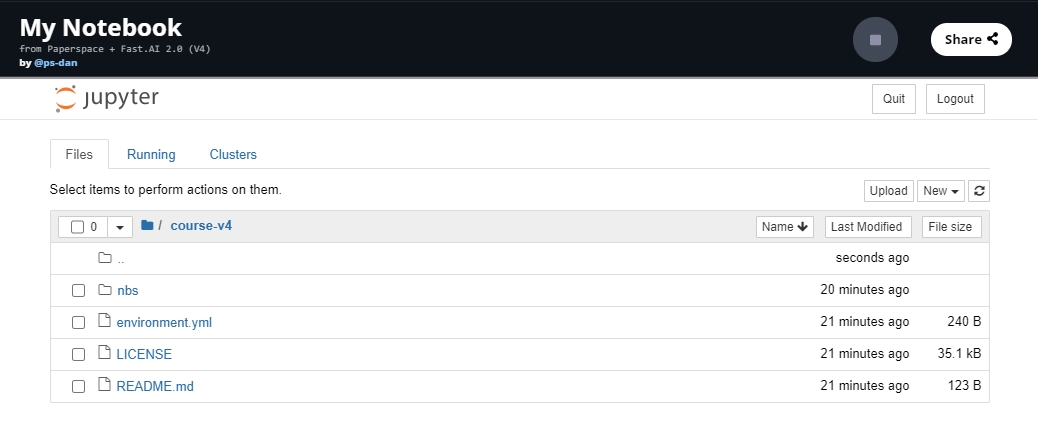 My Notebook
from Paperspace + Fast.AI 2.0 (V4)
by @ps-dan
Share
jupyter
Quit Logout
Files Running Clusters
Select items to perform actions on them.
Upload New
0 / course-v4 Name Last Modified File size
.. seconds ago
nbs 20 minutes ago
environment.yml 21 minutes ago 240 B
LICENSE 21 minutes ago 35.1 kB
README.md 21 minutes ago 123 B